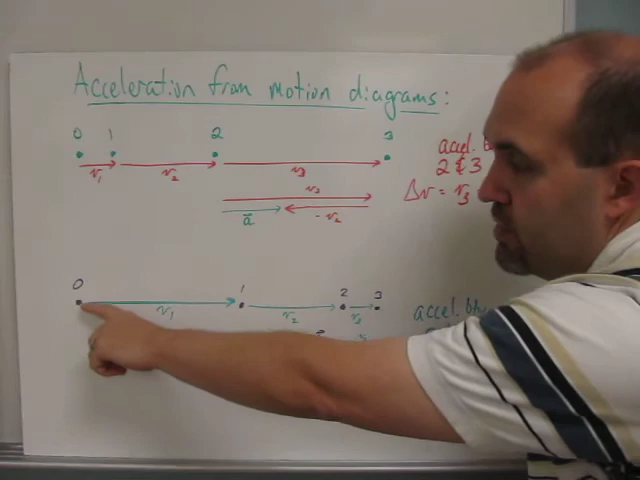 Acceleration from motion diagrams:
0 1 2 3
v₁ v₂ v₃
accel.
2 & 3
Δv = v₃
v₃
a⃗ -v₂
0 1 2 3
v₁ v₂ v₃
accel. btw